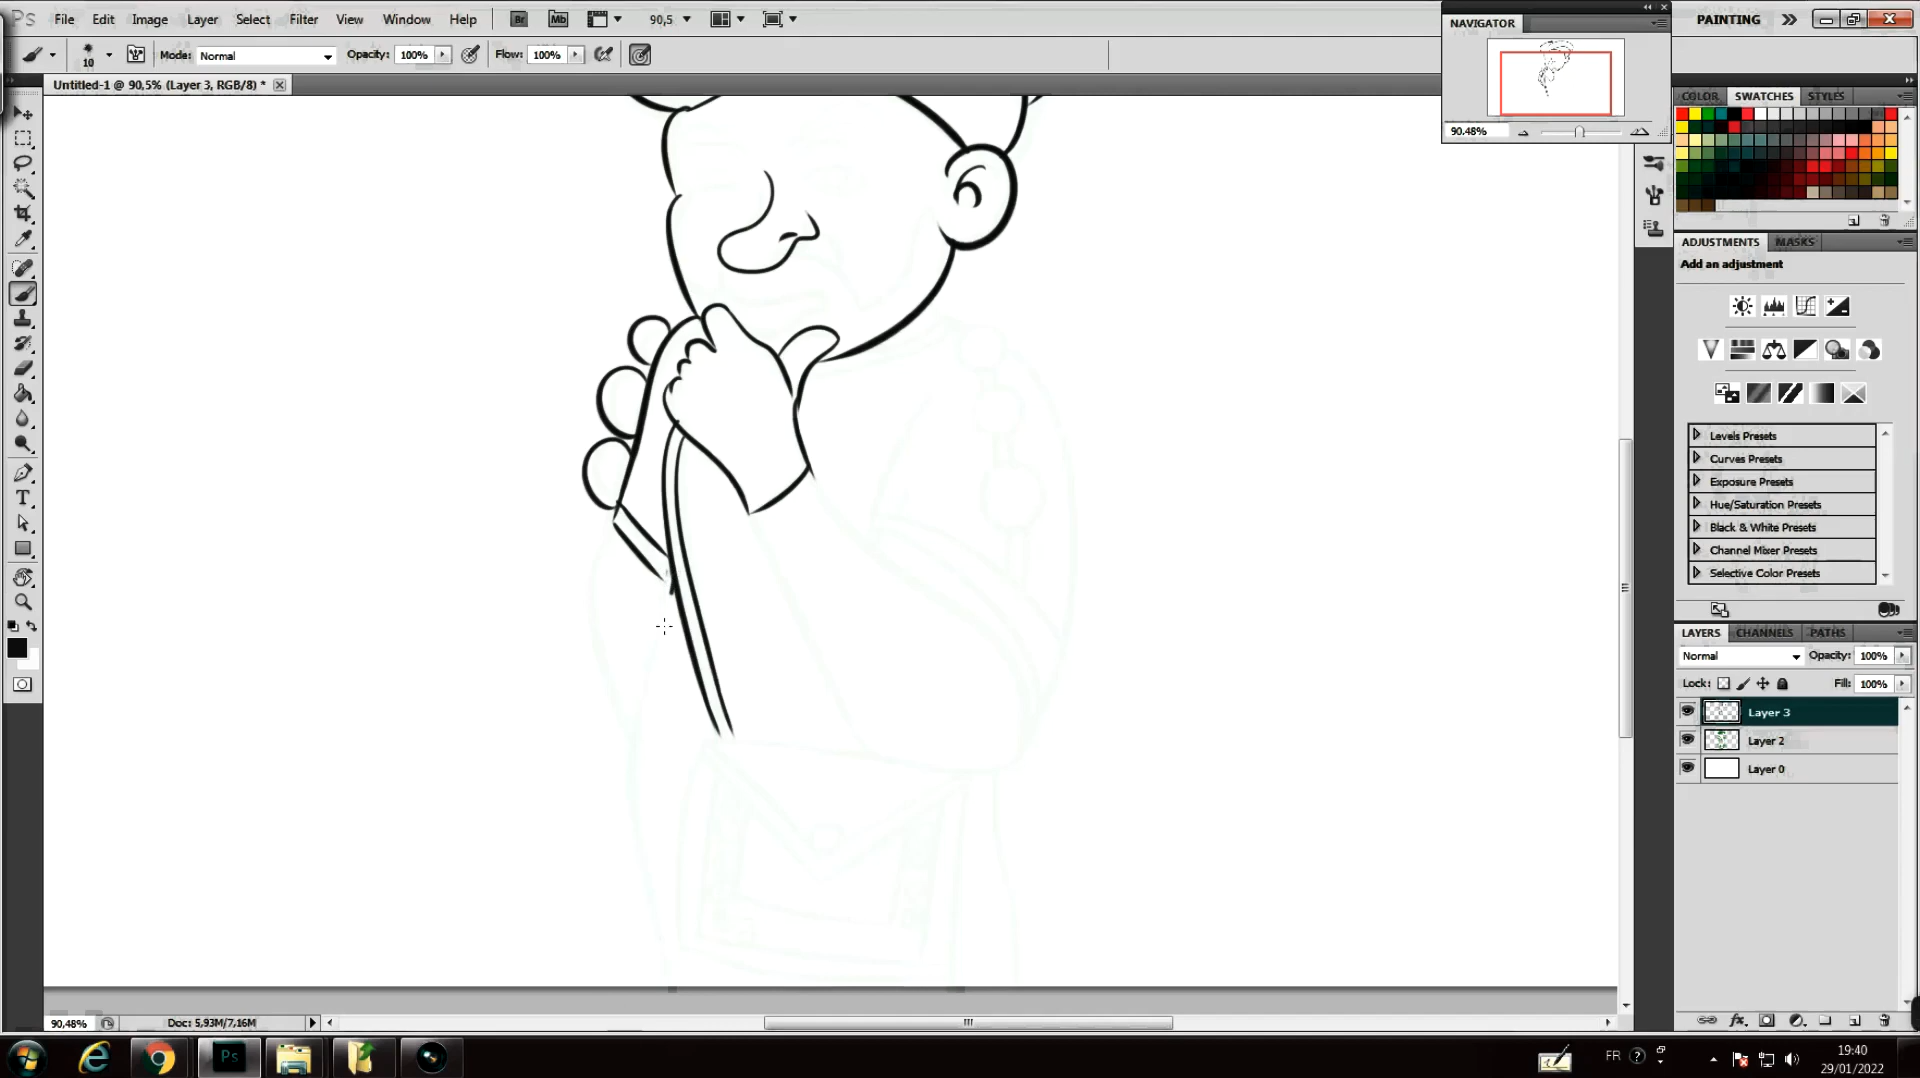 Ps File Edit Image Layer Select Filter View Window Help Br Mb 90,5 PAINTING
NAVIGATOR
10 Mode: Normal Opacity: 100% Flow: 100%
Untitled-1 @ 90,5% (Layer 3, RGB/8) *
90.48%
COLOR SWATCHES STYLES
ADJUSTMENTS MASKS
Add an adjustment
Levels Presets
Curves Presets
Exposure Presets
Hue/Saturation Presets
Black & White Presets
Channel Mixer Presets
Selective Color Presets
LAYERS CHANNELS PATHS
Normal Opacity: 100%
Lock: Fill: 100%
Layer 3
Layer 2
Layer 0
fx
90,48% Doc: 5,93M/7,16M
Ps FR 19:40
29/01/2022